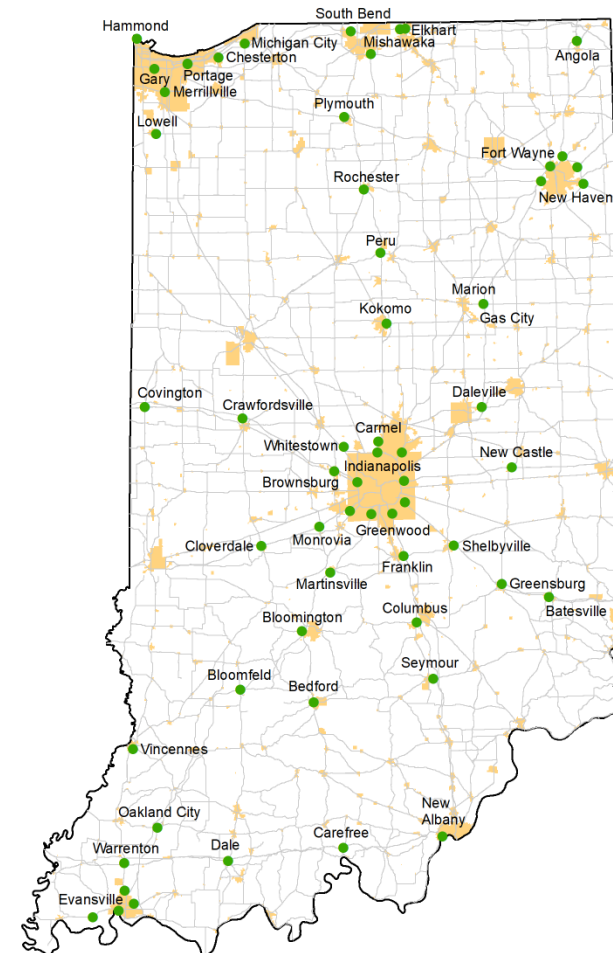 South Bend
Hammond
Elkhart
Michigan City
Mishawaka
Chesterton
Angola
Portage
Gary
Merrillville
Plymouth
Lowell
Fort Wayne
Rochester
New Haven
Peru
Marion
Kokomo
Gas City
Covington
Daleville
Crawfordsville
Carmel
Whitestown
New Castle
Indianapolis
Brownsburg
Greenwood
Monrovia
Cloverdale
Shelbyville
Franklin
Martinsville
Greensburg
Columbus
Batesville
Bloomington
Seymour
Bloomfeld
Bedford
Vincennes
New
Albany
Oakland City
Carefree
Warrenton
Dale
Evansville